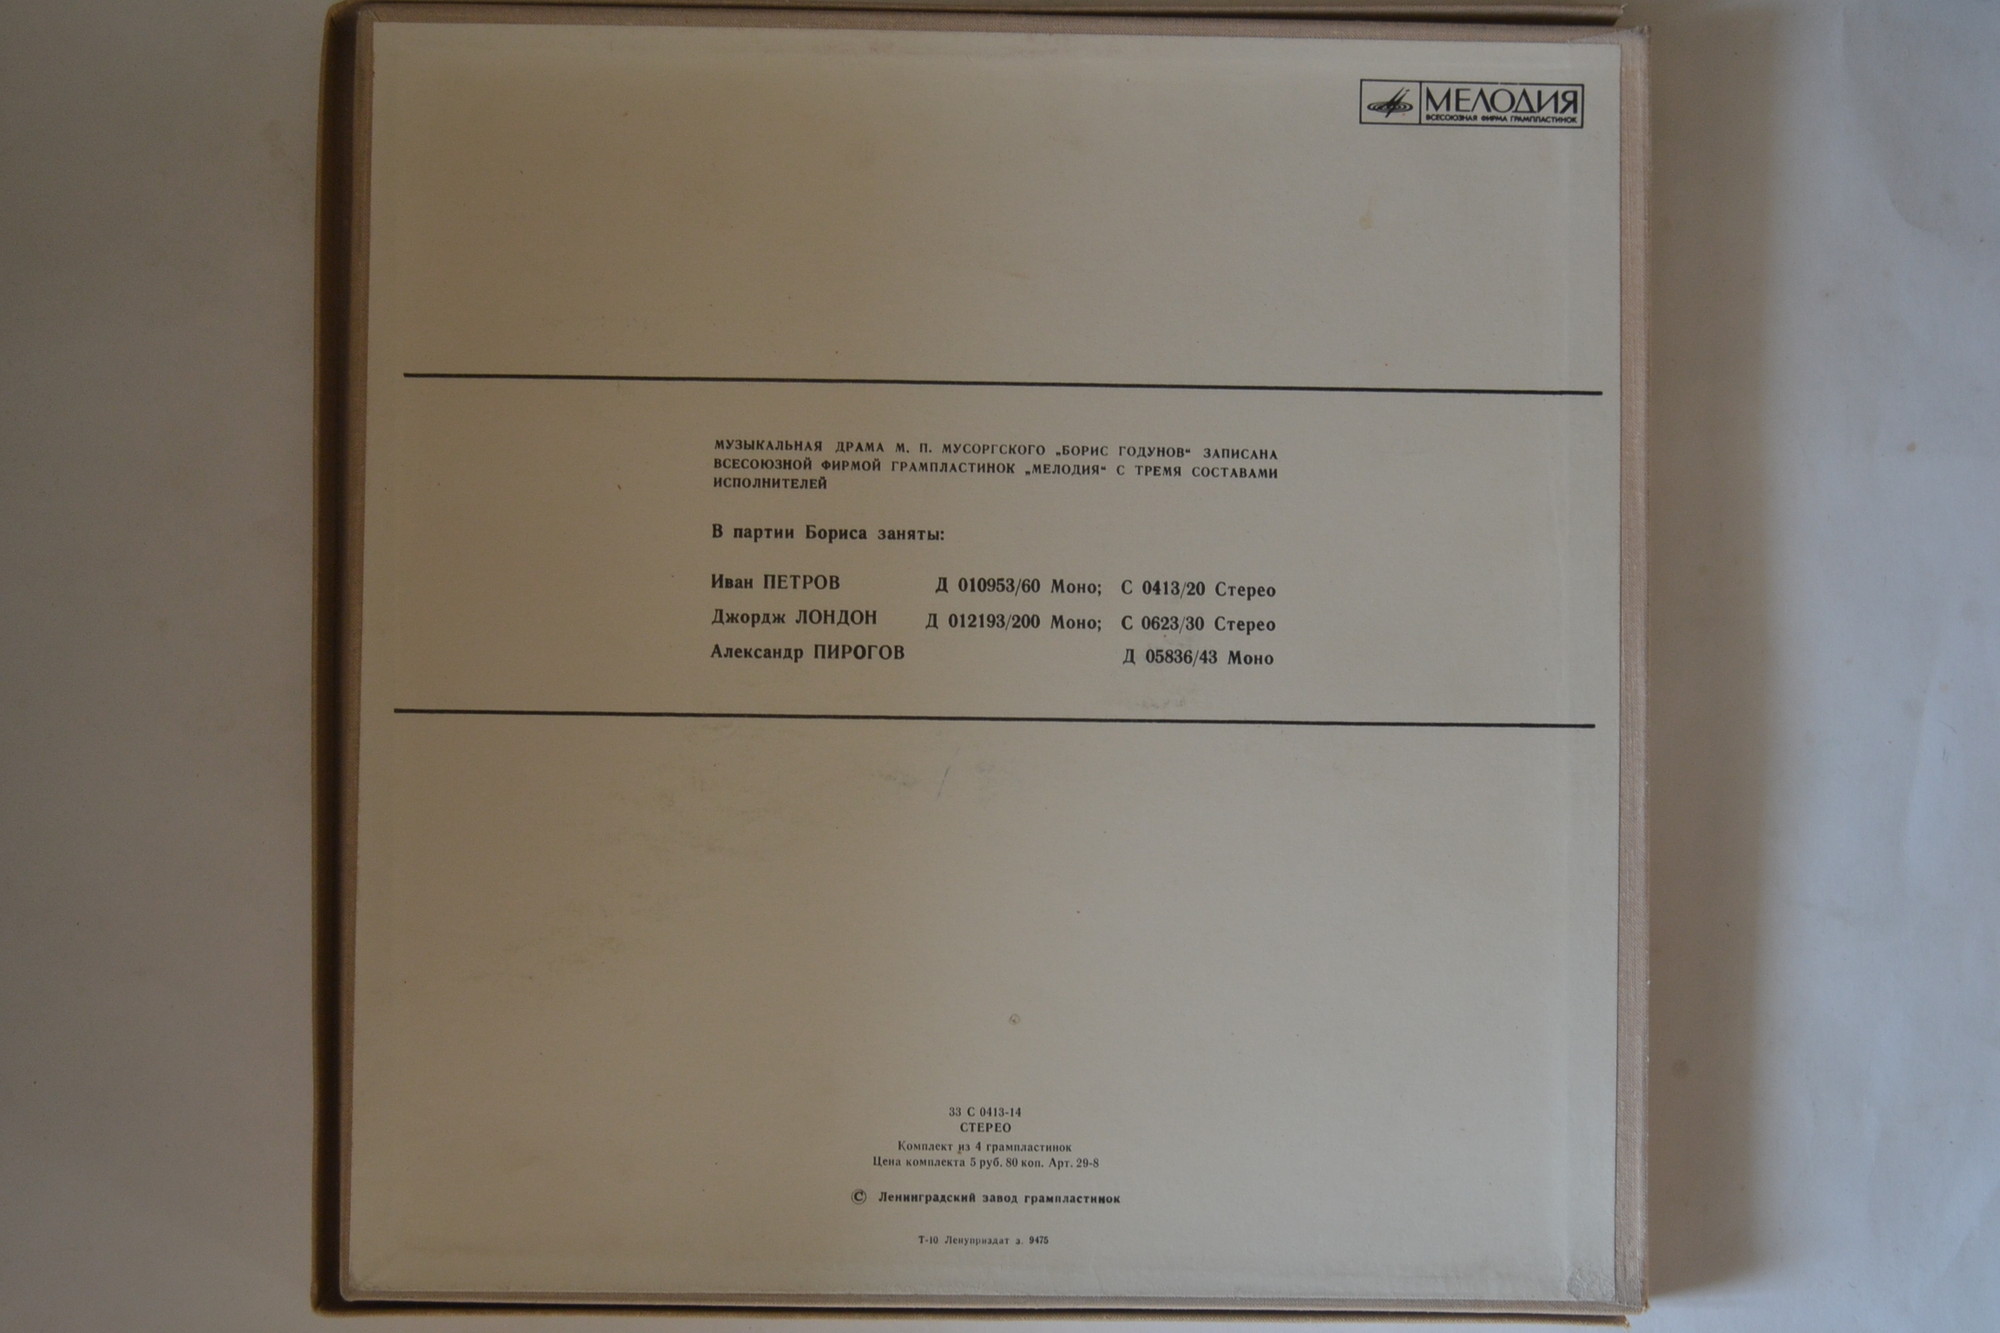 МЕЛОДИЯ
ВСЕСОЮЗНАЯ ФИРМА ГРАМПЛАСТИНОК
МУЗЫКАЛЬНАЯ ДРАМА М. П. МУСОРГСКОГО „БОРИС ГОДУНОВ“ ЗАПИСАНА
ВСЕСОЮЗНОЙ ФИРМОЙ ГРАМПЛАСТИНОК „МЕЛОДИЯ“ С ТРЕМЯ СОСТАВАМИ
ИСПОЛНИТЕЛЕЙ
В партии Бориса заняты:
Иван ПЕТРОВ Д 010953/60 Моно; С 0413/20 Стерео
Джордж ЛОНДОН Д 012193/200 Моно; С 0623/30 Стерео
Александр ПИРОГОВ Д 05836/43 Моно
33 С 0413-14
СТЕРЕО
Комплект из 4 грампластинок
Цена комплекта 5 руб. 80 коп. Арт. 29-8
© Ленинградский завод грампластинок
Т-10 Ленуприздат з. 9475